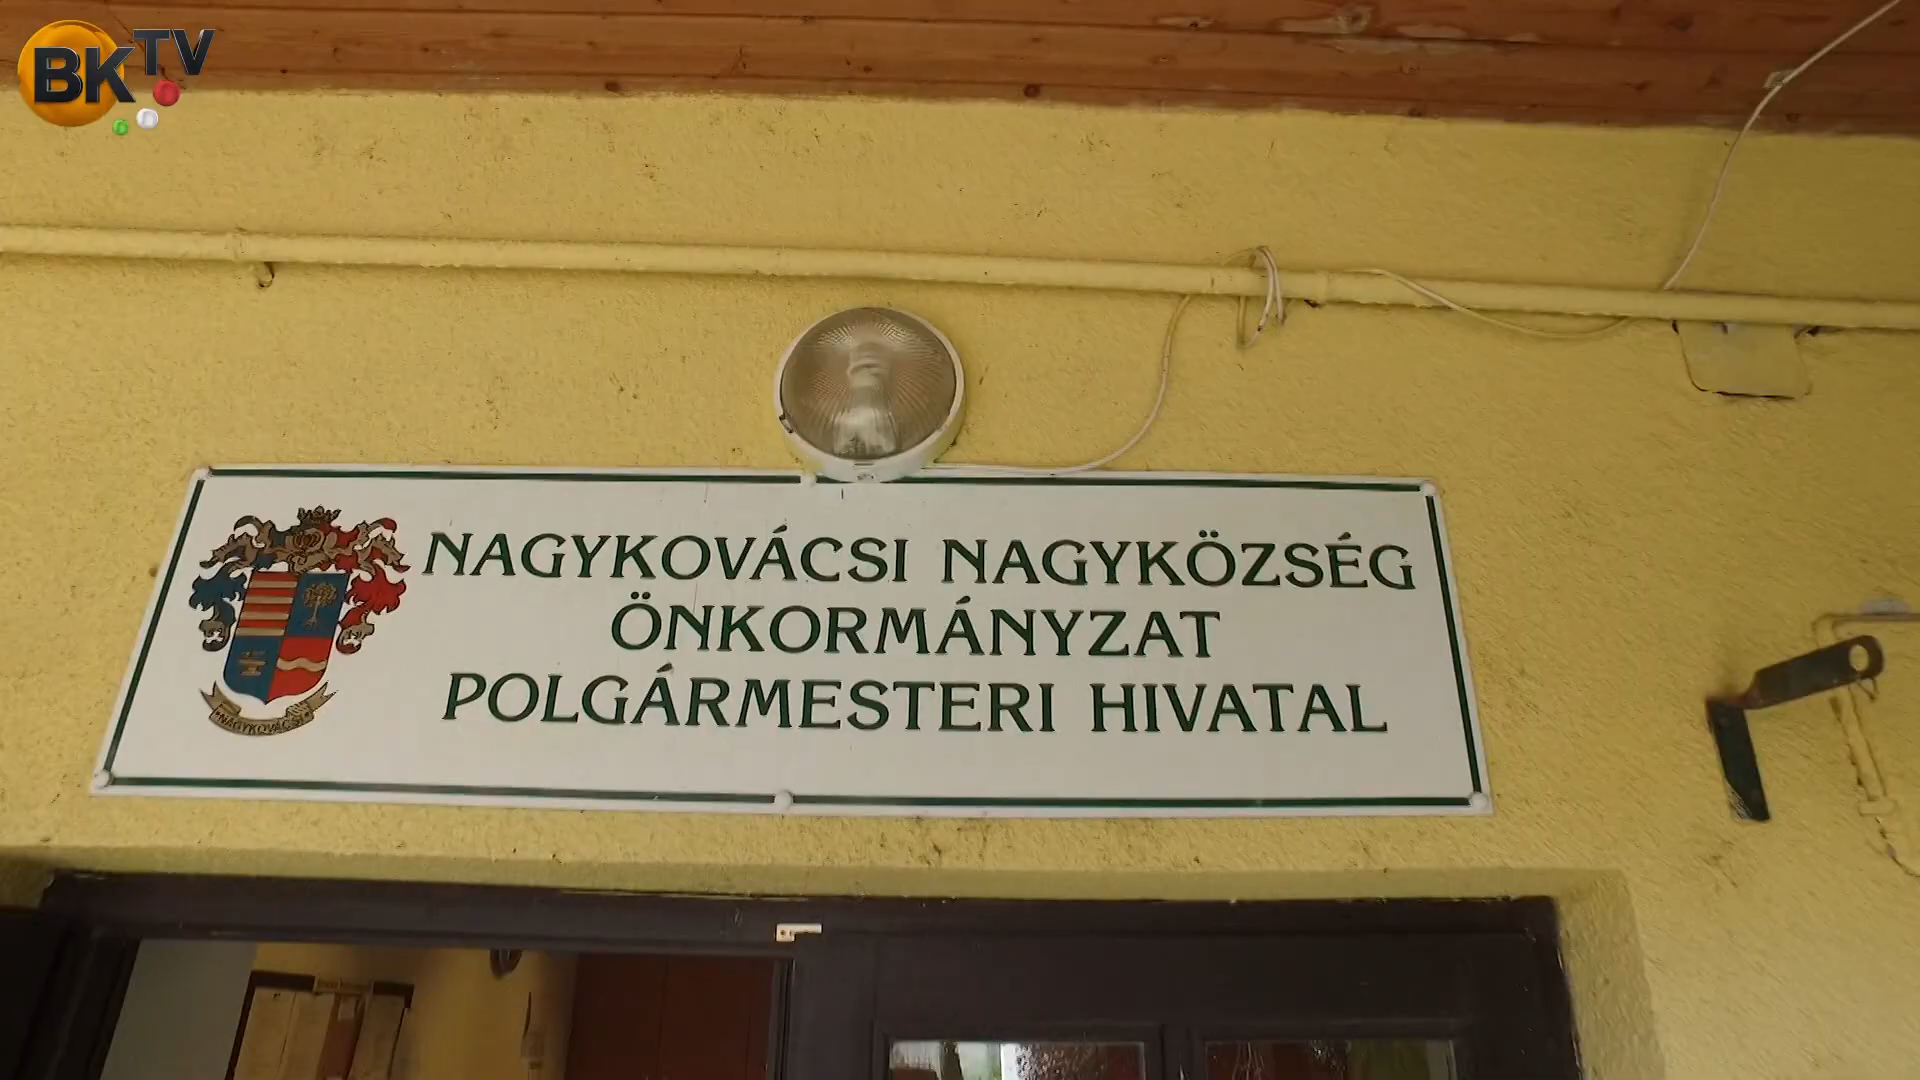 BKTV
NAGYKOVÁCSI NAGYKÖZSÉG
ÖNKORMÁNYZAT
POLGÁRMESTERI HIVATAL
NAGYKOVÁCSI